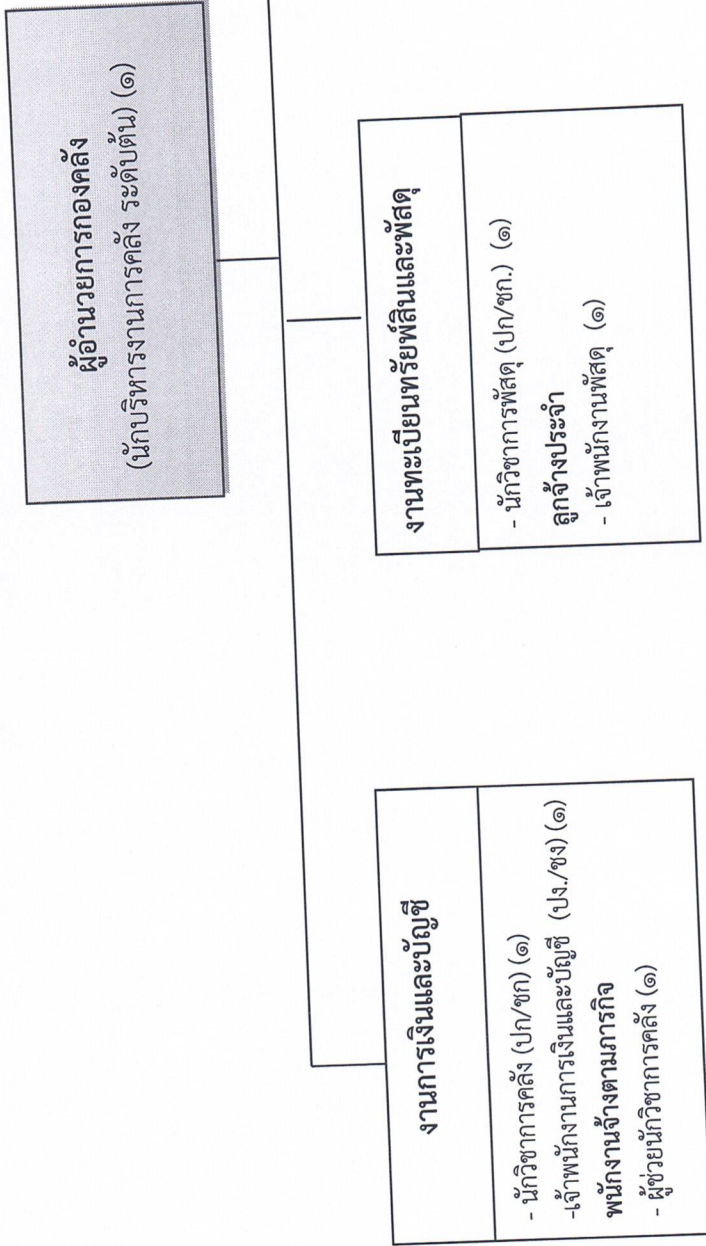 ผู้อำนวยการกองคลัง
(นักบริหารงานการคลัง ระดับต้น) (๑)
งานการเงินและบัญชี
- นักวิชาการคลัง (ปก/ชก) (๑)
-เจ้าพนักงานการเงินและบัญชี (ปง./ชง) (๑)
พนักงานจ้างตามภารกิจ
- ผู้ช่วยนักวิชาการคลัง (๑)
งานทะเบียนทรัพย์สินและพัสดุ
- นักวิชาการพัสดุ (ปก/ชก.) (๑)
ลูกจ้างประจำ
- เจ้าพนักงานพัสดุ (๑)